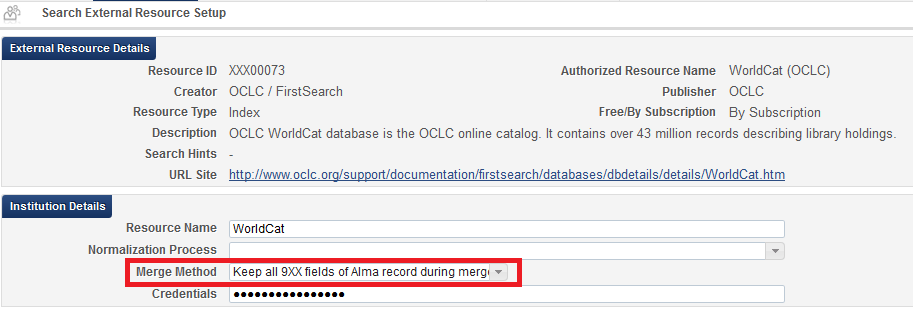 Search External Resource Setup
External Resource Details
Resource ID XXX00073 Authorized Resource Name WorldCat (OCLC)
Creator OCLC / FirstSearch Publisher OCLC
Resource Type Index Free/By Subscription By Subscription
Description OCLC WorldCat database is the OCLC online catalog. It contains over 43 million records describing library holdings.
Search Hints -
URL Site http://www.oclc.org/support/documentation/firstsearch/databases/dbdetails/details/WorldCat.htm
Institution Details
Resource Name WorldCat
Normalization Process
Merge Method Keep all 9XX fields of Alma record during merge
Credentials ●●●●●●●●●●●●●●●●